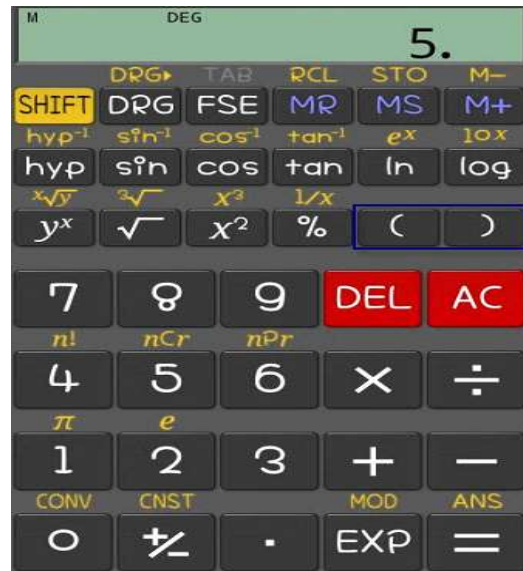 M DEG
5.
DRG▸ TAB RCL STO M−
SHIFT DRG FSE MR MS M+
hyp⁻¹ sin⁻¹ cos⁻¹ tan⁻¹ eˣ 10x
hyp sin cos tan ln log
ˣ√y ³√ x³ 1/x
yˣ √ x² % ( )
7 8 9 DEL AC
n! nCr nPr
4 5 6 × ÷
π e
1 2 3 + −
CONV CNST MOD ANS
0 +/− . EXP =